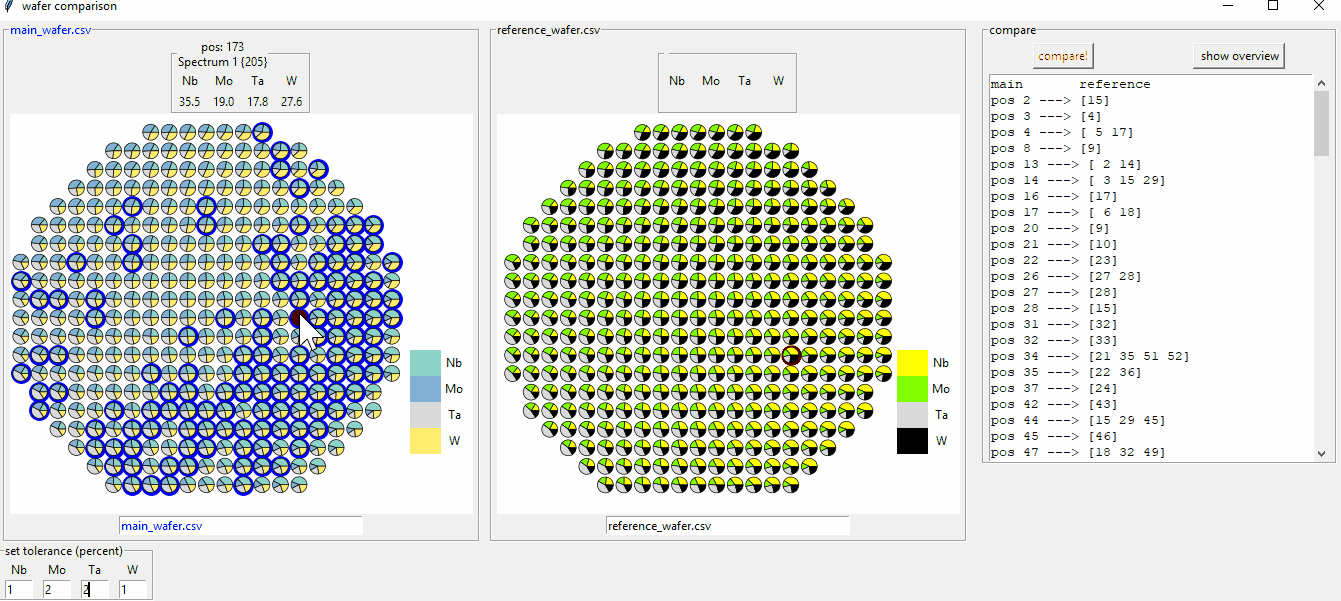 wafer comparison
main_wafer.csv
pos: 173
Spectrum 1 {205}
Nb Mo Ta W
35.5 19.0 17.8 27.6
Nb
Mo
Ta
W
main_wafer.csv
reference_wafer.csv
Nb Mo Ta W
Nb
Mo
Ta
W
reference_wafer.csv
compare
compare! show overview
main reference
pos 2 ---> [15]
pos 3 ---> [4]
pos 4 ---> [ 5 17]
pos 8 ---> [9]
pos 13 ---> [ 2 14]
pos 14 ---> [ 3 15 29]
pos 16 ---> [17]
pos 17 ---> [ 6 18]
pos 20 ---> [9]
pos 21 ---> [10]
pos 22 ---> [23]
pos 26 ---> [27 28]
pos 27 ---> [28]
pos 28 ---> [15]
pos 31 ---> [32]
pos 32 ---> [33]
pos 34 ---> [21 35 51 52]
pos 35 ---> [22 36]
pos 37 ---> [24]
pos 42 ---> [43]
pos 44 ---> [15 29 45]
pos 45 ---> [46]
pos 47 ---> [18 32 49]
set tolerance (percent)
Nb Mo Ta W
1 2 2 1